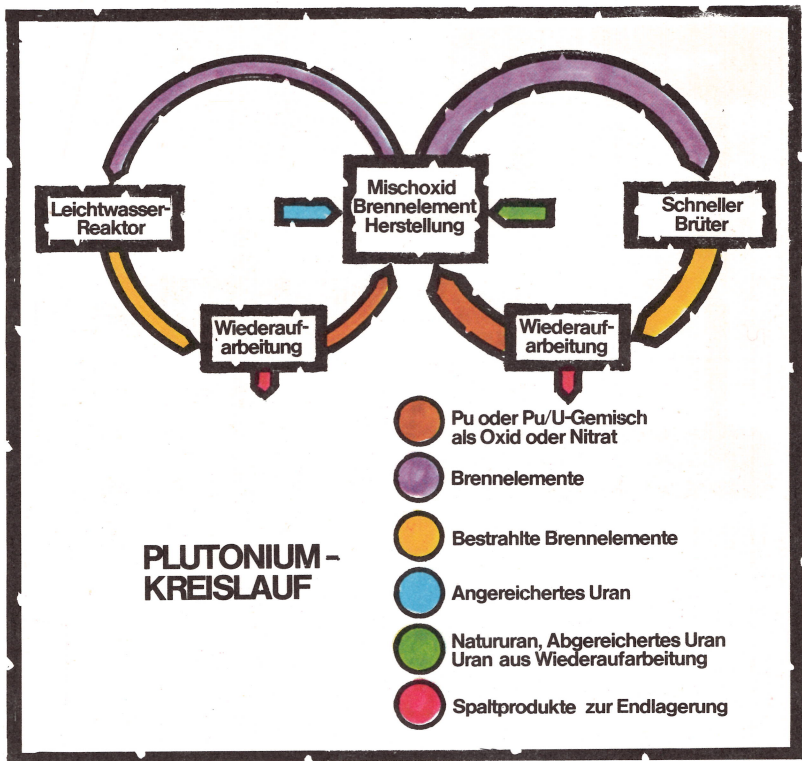 Leichtwasser-
Reaktor
Mischoxid
Brennelement
Herstellung
Schneller
Brüter
Wiederauf-
arbeitung
Wiederauf-
arbeitung
Pu oder Pu/U-Gemisch
als Oxid oder Nitrat
Brennelemente
Bestrahlte Brennelemente
PLUTONIUM-
KREISLAUF
Angereichertes Uran
Natururan, Abgereichertes Uran
Uran aus Wiederaufarbeitung
Spaltprodukte zur Endlagerung